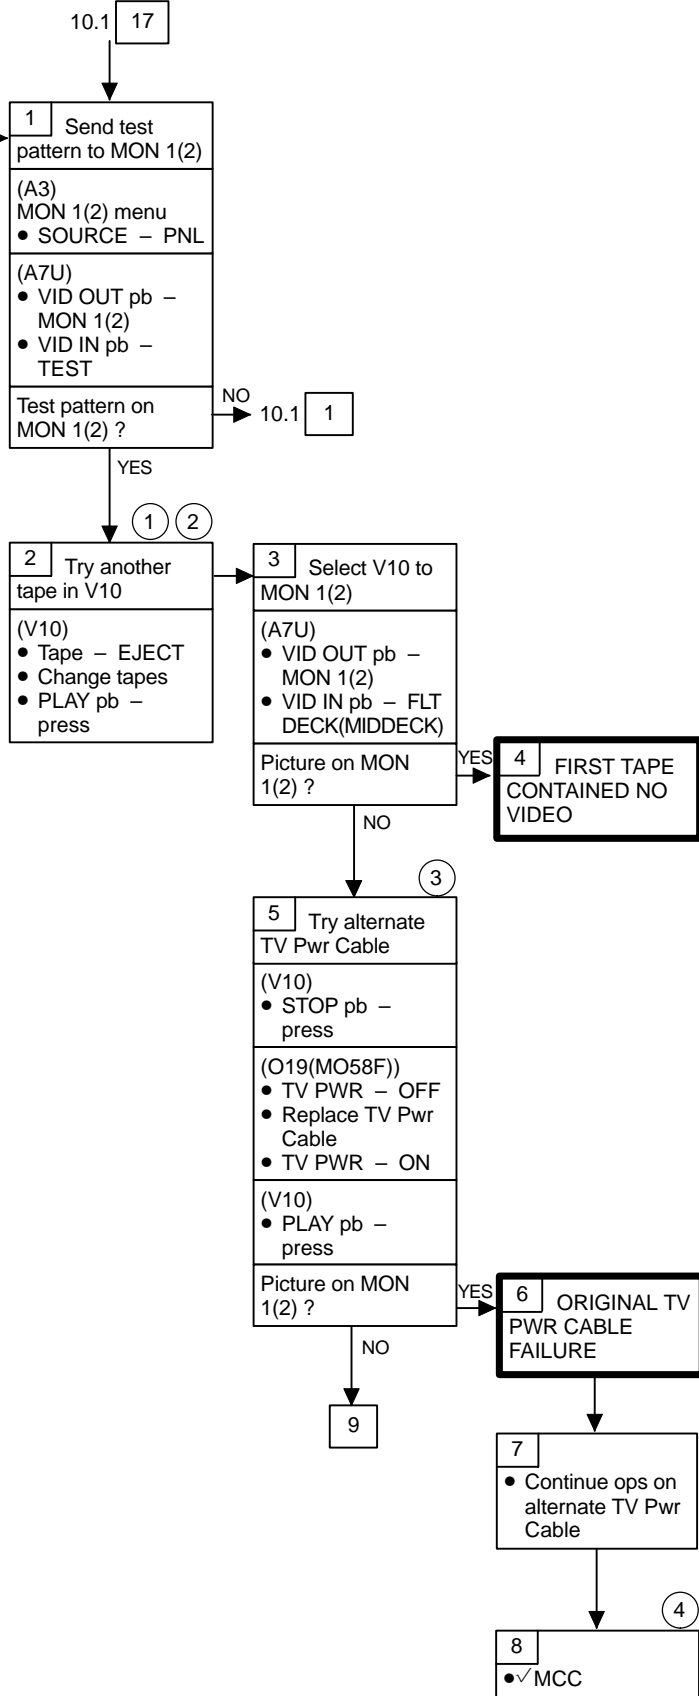 10.1 17
1 Send test
pattern to MON 1(2)
(A3)
MON 1(2) menu
● SOURCE – PNL
(A7U)
● VID OUT pb –
MON 1(2)
● VID IN pb –
TEST
Test pattern on
MON 1(2) ?
NO
10.1 1
YES
1 2
2 Try another
tape in V10
(V10)
● Tape – EJECT
● Change tapes
● PLAY pb –
press
3 Select V10 to
MON 1(2)
(A7U)
● VID OUT pb –
MON 1(2)
● VID IN pb – FLT
DECK(MIDDECK)
Picture on MON
1(2) ?
YES
4 FIRST TAPE
CONTAINED NO
VIDEO
NO
3
5 Try alternate
TV Pwr Cable
(V10)
● STOP pb –
press
(O19(MO58F))
● TV PWR – OFF
● Replace TV Pwr
Cable
● TV PWR – ON
(V10)
● PLAY pb –
press
Picture on MON
1(2) ?
YES
6 ORIGINAL TV
PWR CABLE
FAILURE
NO
9
7
● Continue ops on
alternate TV Pwr
Cable
4
8
●√MCC